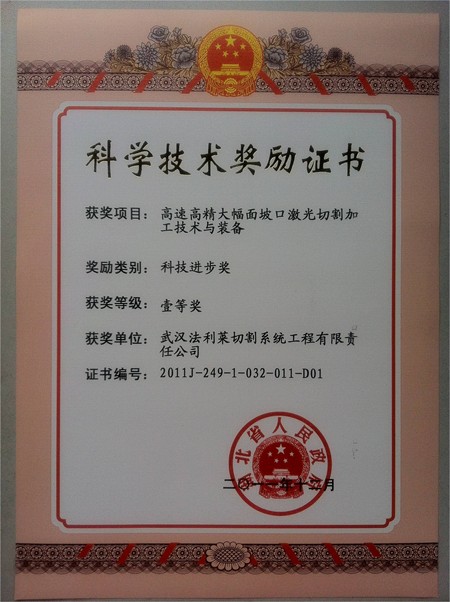 科学技术奖励证书
获奖项目：高速高精大幅面坡口激光切割加
工技术与装备
奖励类别：科技进步奖
获奖等级：壹等奖
获奖单位：武汉法利莱切割系统工程有限责
任公司
证书编号：2011J-249-1-032-011-D01
湖北省人民政府
二〇一一年十二月